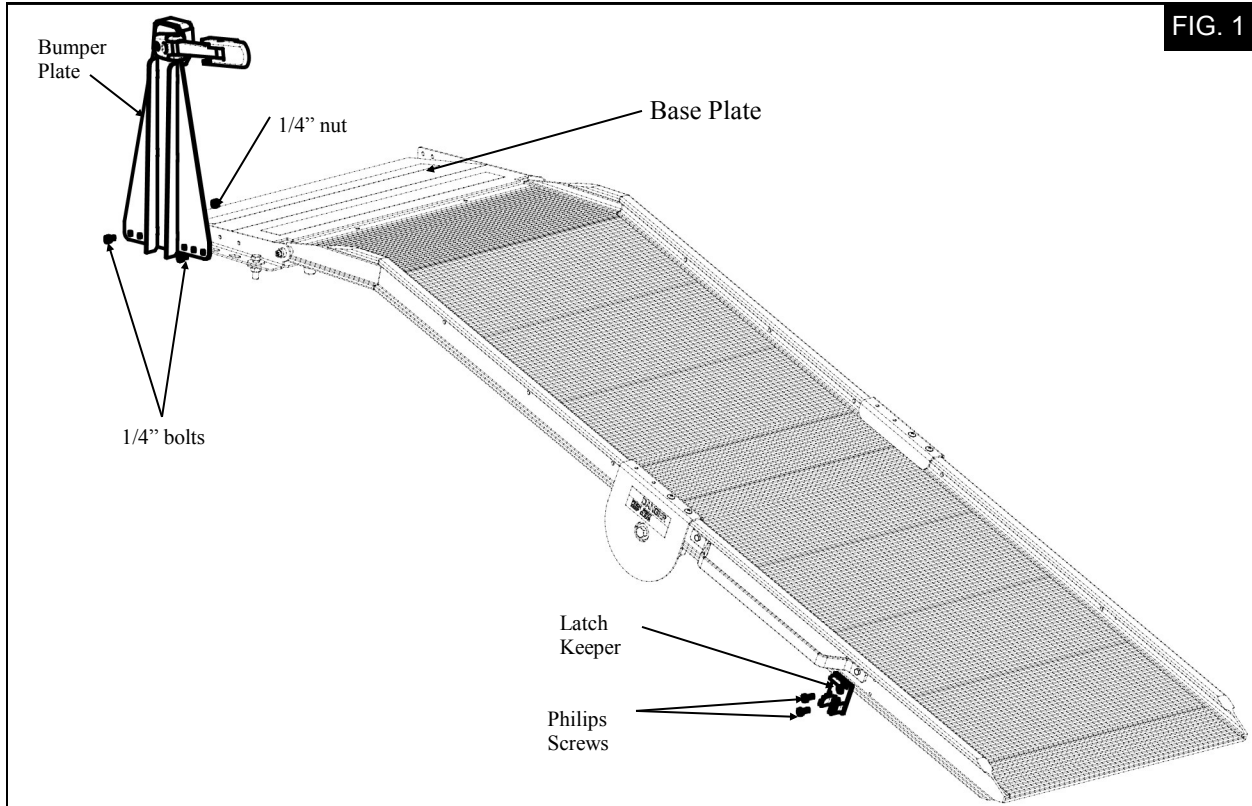 FIG. 1
Bumper
Plate
1/4” nut
Base Plate
1/4” bolts
Latch
Keeper
Philips
Screws